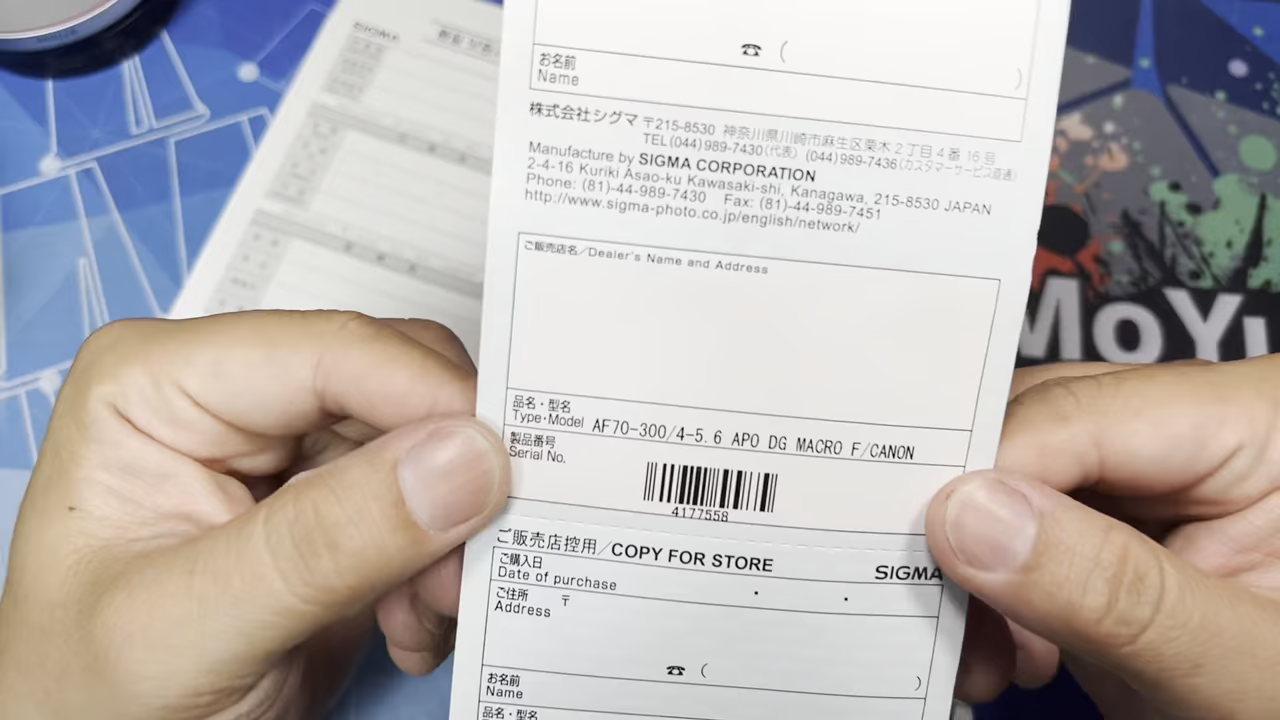 SIGMA
☎ (
)
お名前
Name
株式会社シグマ 〒215-8530 神奈川県川崎市麻生区栗木2丁目4番16号
TEL(044)989-7430(代表) (044)989-7436(カスタマーサービス直通)
Manufacture by SIGMA CORPORATION
2-4-16 Kuriki Asao-ku Kawasaki-shi, Kanagawa, 215-8530 JAPAN
Phone: (81)-44-989-7430 Fax: (81)-44-989-7451
http://www.sigma-photo.co.jp/english/network/
ご販売店名/Dealer's Name and Address
品名・型名
Type・Model AF70-300/4-5.6 APO DG MACRO F/CANON
製品番号
Serial No.
4177558
ご販売店控用/COPY FOR STORE SIGMA
ご購入日
Date of purchase . .
ご住所 〒
Address
☎ ( )
お名前
Name
品名・型名
MoYu